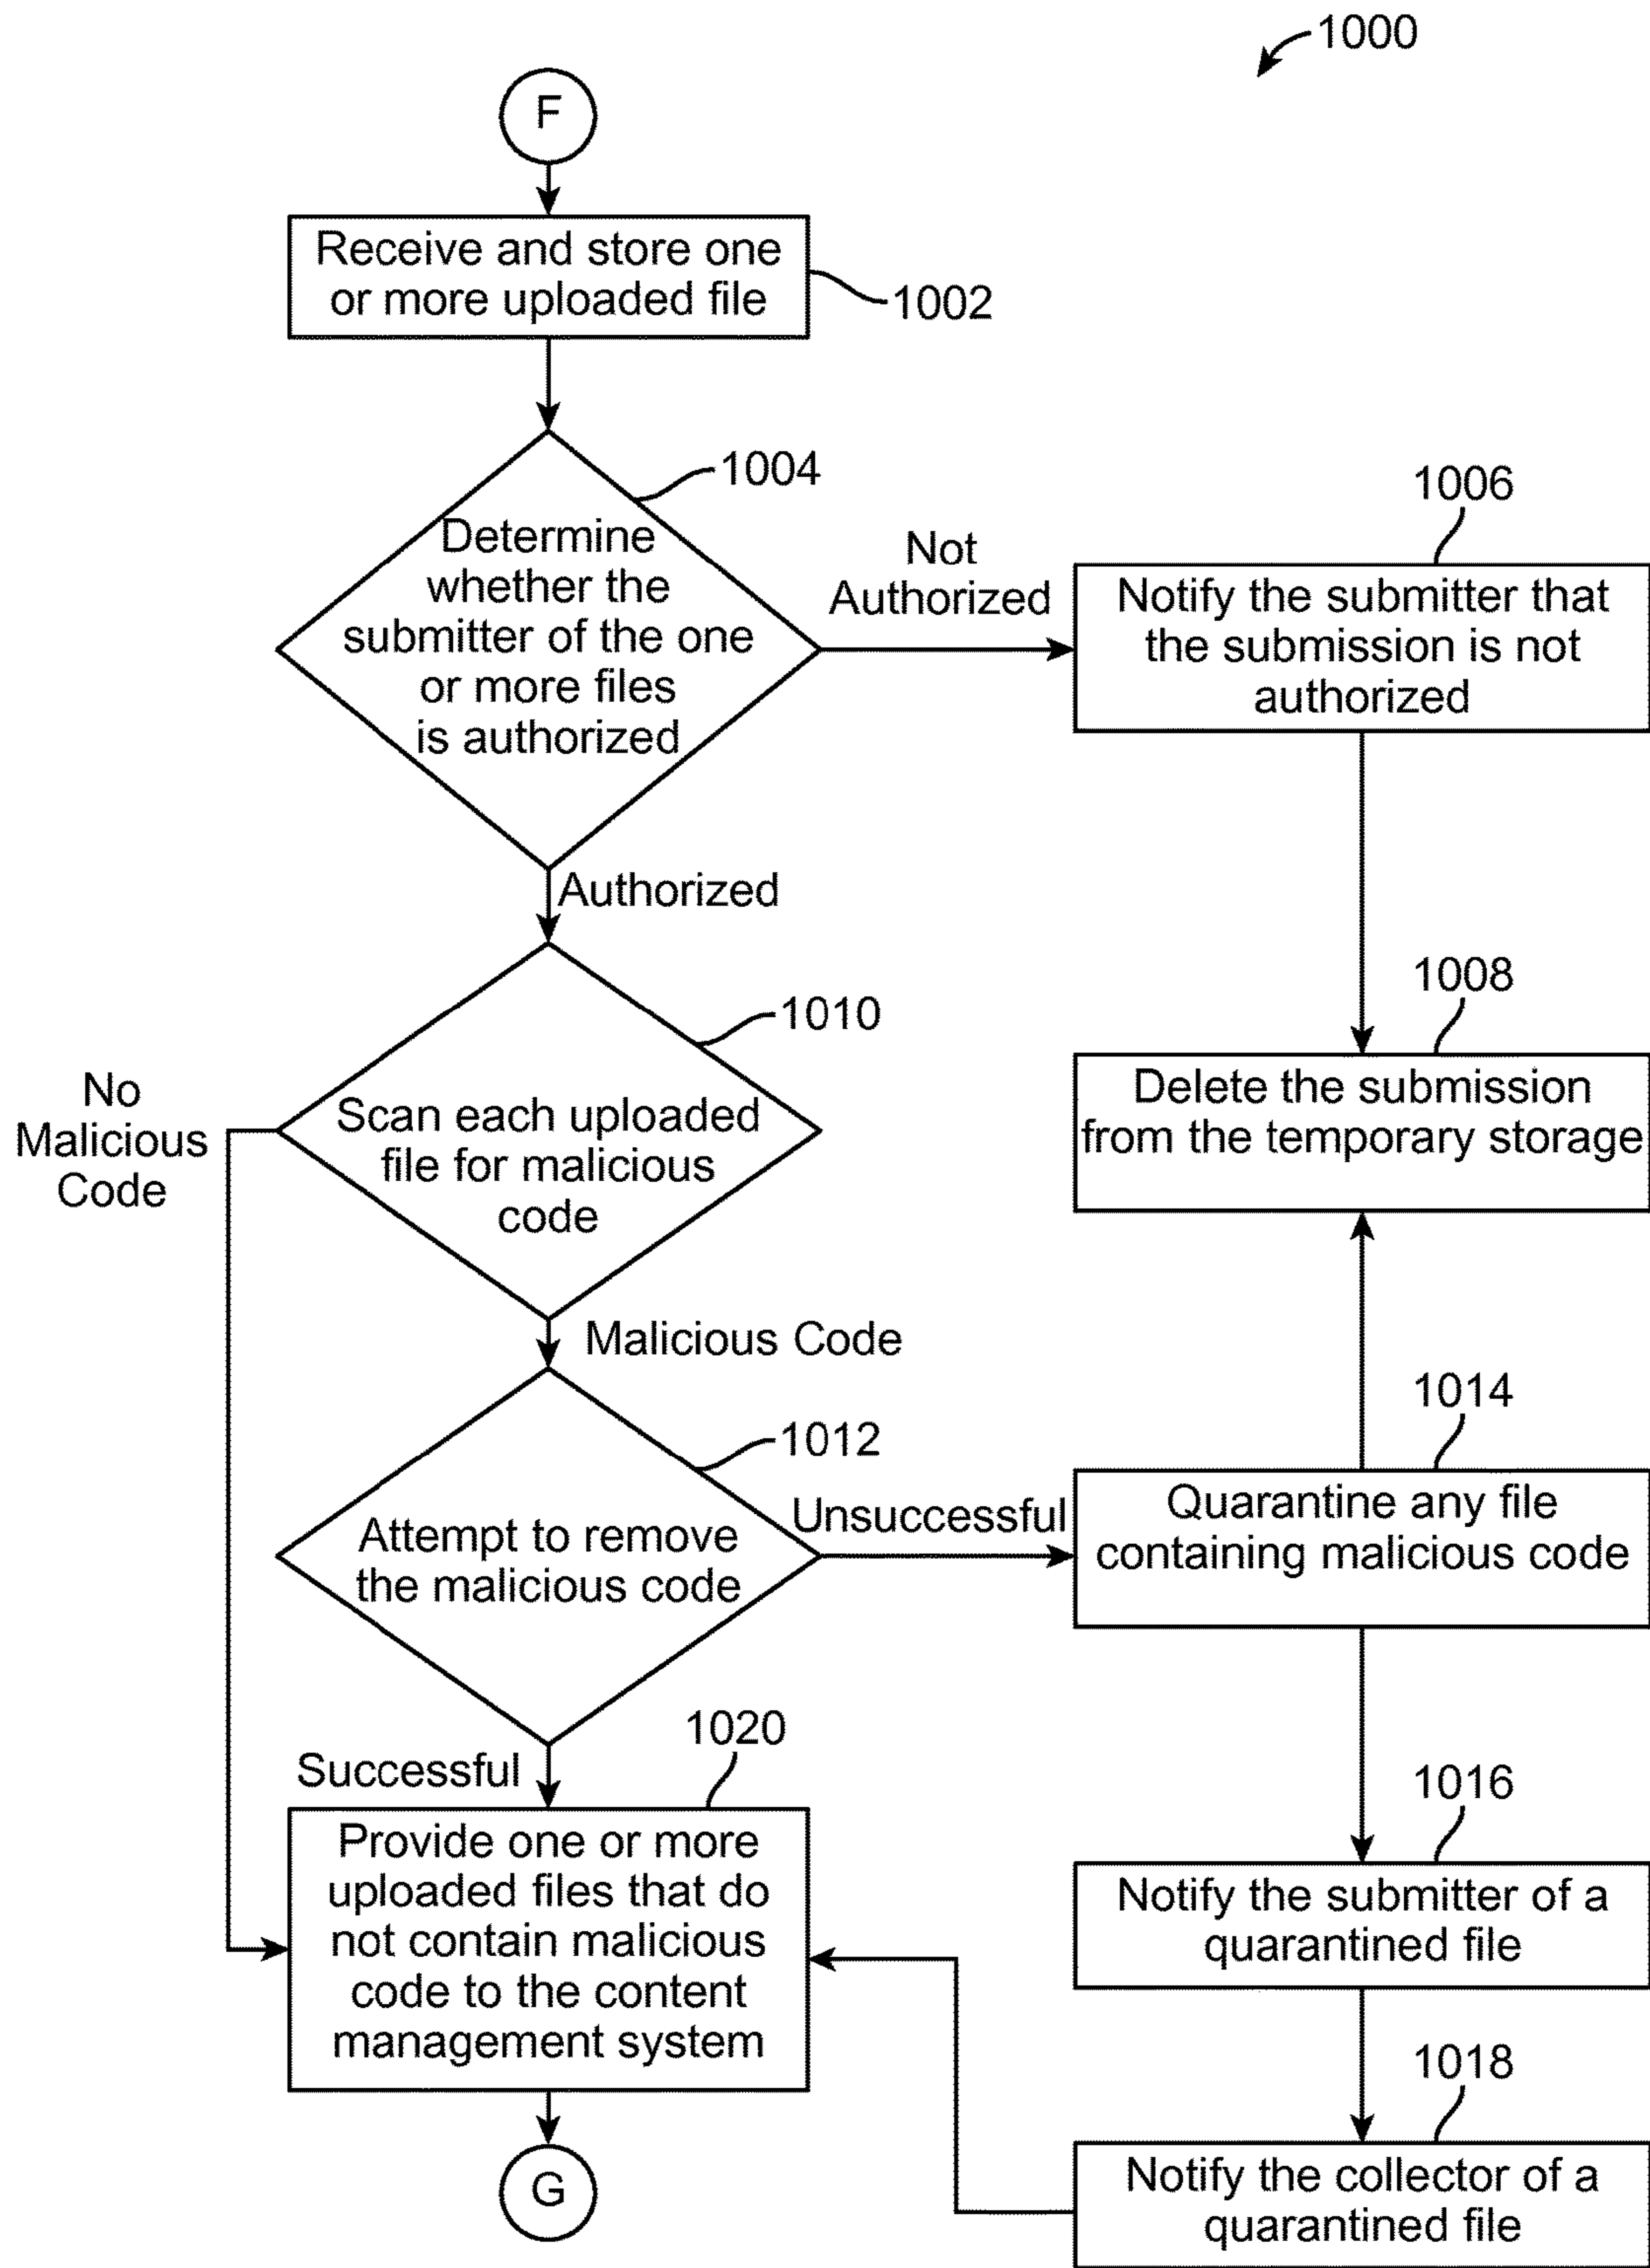 1000
F
Receive and store one
or more uploaded file
1002
1004
Determine
whether the
submitter of the one
or more files
is authorized
Not
Authorized
1006
Notify the submitter that
the submission is not
authorized
Authorized
1008
Delete the submission
from the temporary storage
1010
Scan each uploaded
file for malicious
code
No
Malicious
Code
Malicious Code
1012
Attempt to remove
the malicious code
Unsuccessful
1014
Quarantine any file
containing malicious code
Successful
1020
Provide one or more
uploaded files that do
not contain malicious
code to the content
management system
1016
Notify the submitter of a
quarantined file
1018
Notify the collector of a
quarantined file
G